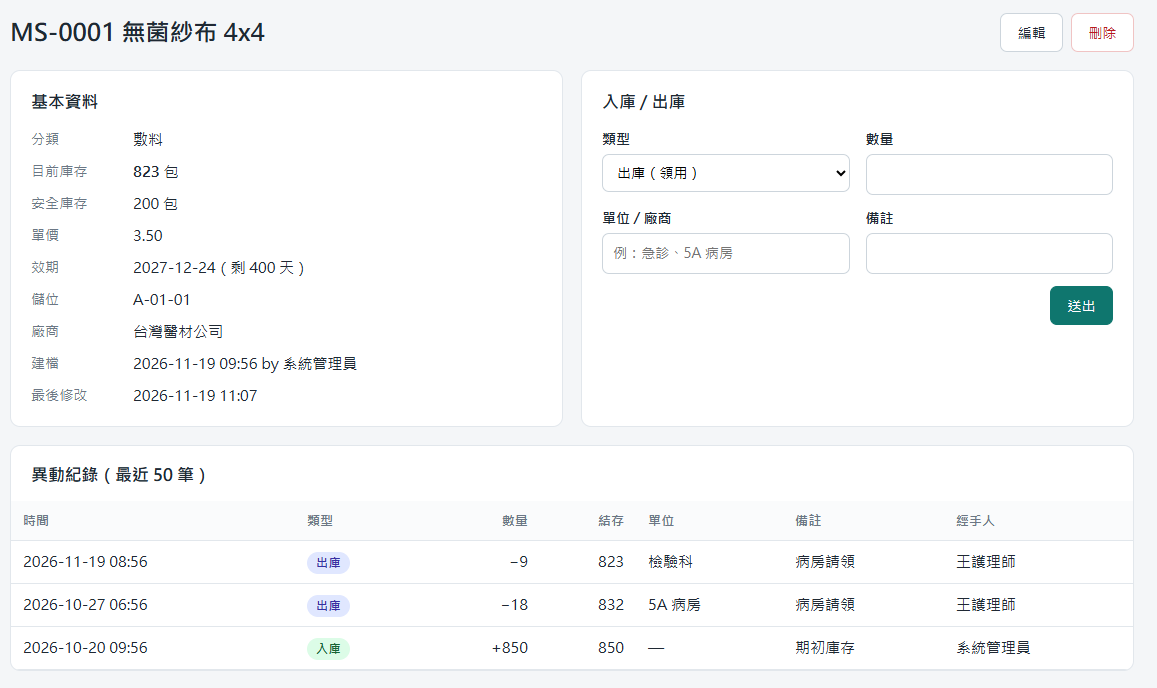 MS-0001 無菌紗布 4x4
編輯
刪除
基本資料
分類 敷料
目前庫存 823 包
安全庫存 200 包
單價 3.50
效期 2027-12-24 ( 剩 400 天 )
儲位 A-01-01
廠商 台灣醫材公司
建檔 2026-11-19 09:56 by 系統管理員
最後修改 2026-11-19 11:07
入庫 / 出庫
類型 數量
出庫 ( 領用 )
單位 / 廠商 備註
例：急診、5A 病房
送出
異動紀錄 ( 最近 50 筆 )
時間 類型 數量 結存 單位 備註 經手人
2026-11-19 08:56 出庫 −9 823 檢驗科 病房請領 王護理師
2026-10-27 06:56 出庫 −18 832 5A 病房 病房請領 王護理師
2026-10-20 09:56 入庫 +850 850 — 期初庫存 系統管理員